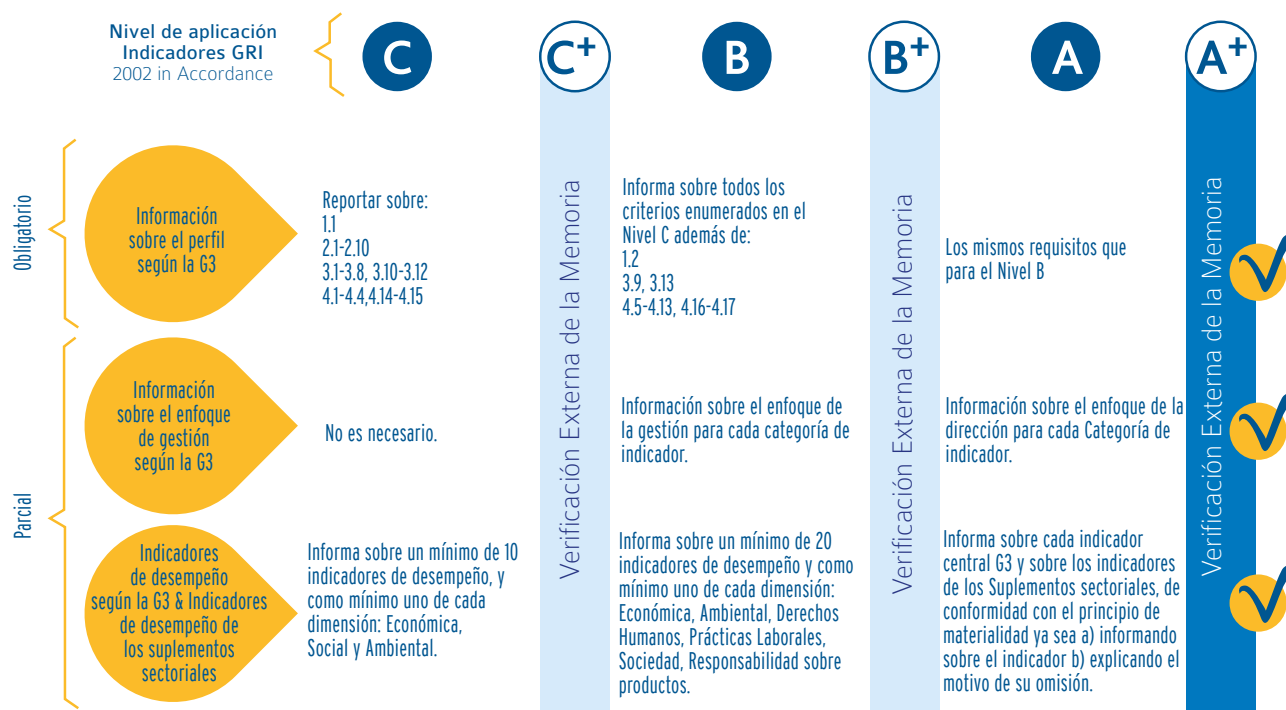 Nivel de aplicación
Indicadores GRI
2002 in Accordance
C
C+
B
B+
A
A+
Obligatorio
Información
sobre el perfil
según la G3
Reportar sobre:
1.1
2.1-2.10
3.1-3.8, 3.10-3.12
4.1-4.4,4.14-4.15
Verificación Externa de la Memoria
Informa sobre todos los
criterios enumerados en el
Nivel C además de:
1.2
3.9, 3.13
4.5-4.13, 4.16-4.17
Verificación Externa de la Memoria
Los mismos requisitos que
para el Nivel B
Verificación Externa de la Memoria
Parcial
Información
sobre el enfoque
de gestión
según la G3
No es necesario.
Información sobre el enfoque de
la gestión para cada categoría de
indicador.
Información sobre el enfoque de la
dirección para cada Categoría de
indicador.
Indicadores
de desempeño
según la G3 & Indicadores
de desempeño de
los suplementos
sectoriales
Informa sobre un mínimo de 10
indicadores de desempeño, y
como mínimo uno de cada
dimensión: Económica,
Social y Ambiental.
Informa sobre un mínimo de 20
indicadores de desempeño y como
mínimo uno de cada dimensión:
Económica, Ambiental, Derechos
Humanos, Prácticas Laborales,
Sociedad, Responsabilidad sobre
productos.
Informa sobre cada indicador
central G3 y sobre los indicadores
de los Suplementos sectoriales, de
conformidad con el principio de
materialidad ya sea a) informando
sobre el indicador b) explicando el
motivo de su omisión.